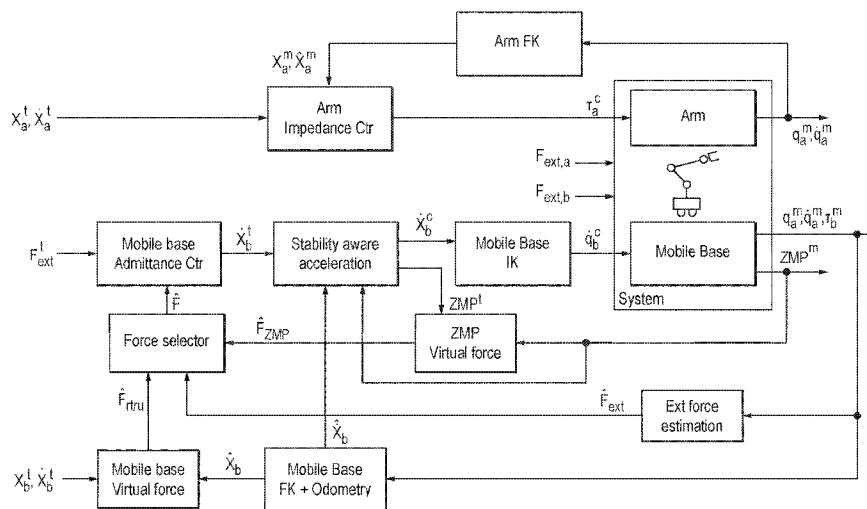 Arm FK
X_a^m, X̂_a^m
X_a^t, Ẋ_a^t
Arm
Impedance Ctr
τ_a^c
Arm
q_a^m, q̇_a^m
F_ext,a
F_ext,b
q_a^m, q̇_a^m, τ_b^m
F_ext^t
Mobile base
Admittance Ctr
Ẋ_b^t
Stability aware
acceleration
Ẋ_b^c
Mobile Base
IK
q̇_b^c
Mobile Base
ZMP^m
System
F̂
ZMP^t
Force selector
F̂_ZMP
ZMP
Virtual force
F̂_rtru
F̂_ext
Ext force
estimation
X̂_b
X_b^t, Ẋ_b^t
Mobile base
Virtual force
X̂_b
Mobile Base
FK + Odometry